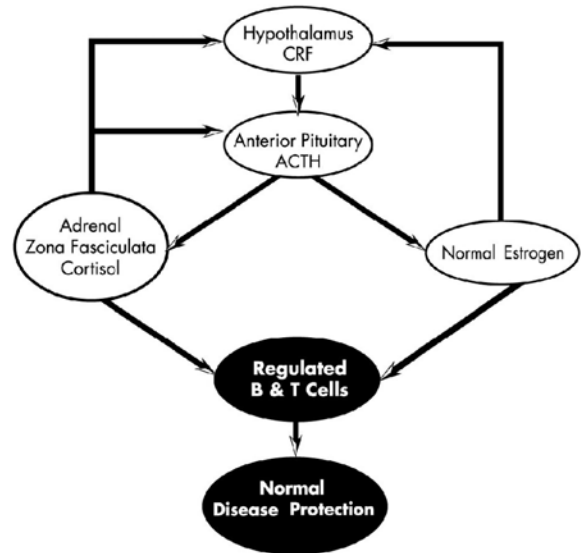 Hypothalamus
CRF
Anterior Pituitary
ACTH
Adrenal
Zona Fasciculata
Cortisol
Normal Estrogen
Regulated
B & T Cells
Normal
Disease Protection